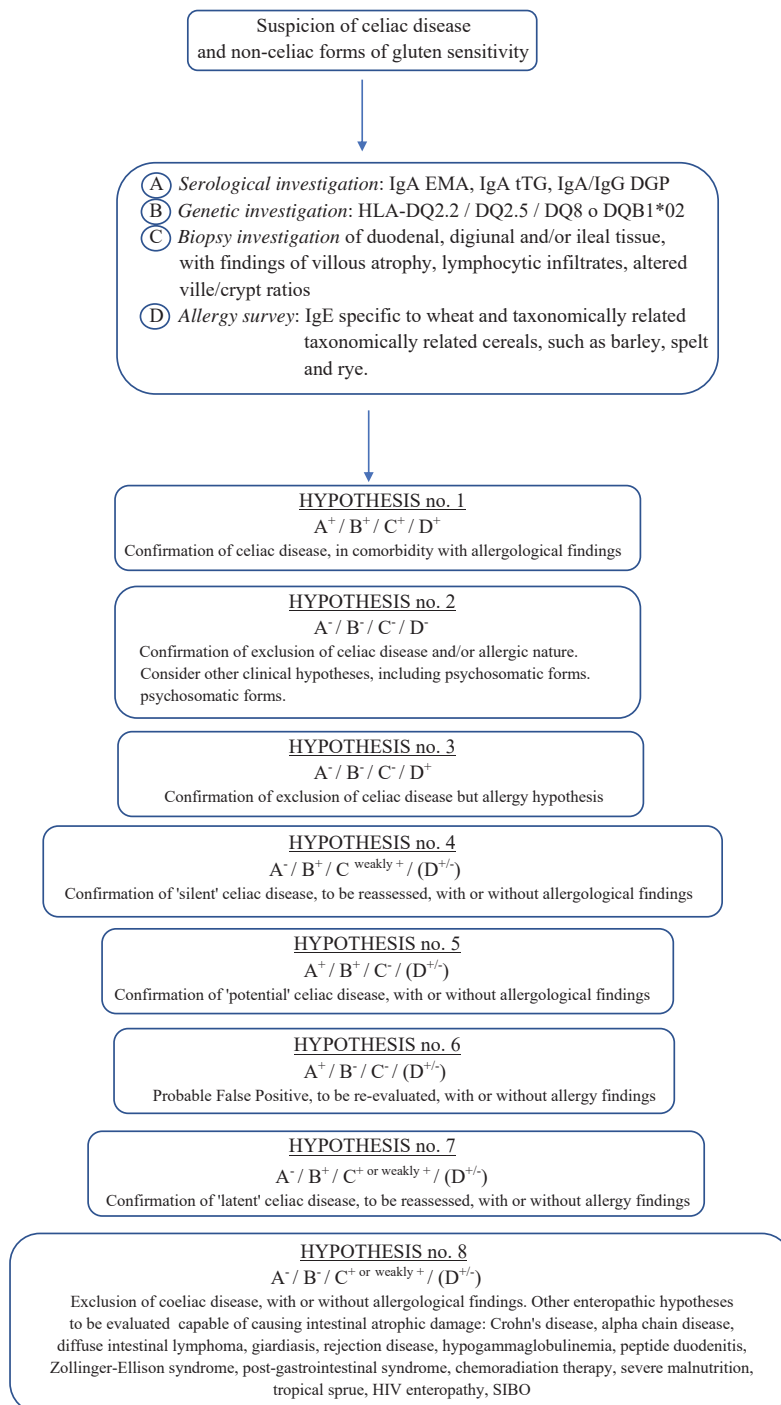 Suspicion of celiac disease
and non-celiac forms of gluten sensitivity
A Serological investigation: IgA EMA, IgA tTG, IgA/IgG DGP
B Genetic investigation: HLA-DQ2.2 / DQ2.5 / DQ8 o DQB1*02
C Biopsy investigation of duodenal, digiunal and/or ileal tissue,
with findings of villous atrophy, lymphocytic infiltrates, altered
ville/crypt ratios
D Allergy survey: IgE specific to wheat and taxonomically related
taxonomically related cereals, such as barley, spelt
and rye.
HYPOTHESIS no. 1
A⁺ / B⁺ / C⁺ / D⁺
Confirmation of celiac disease, in comorbidity with allergological findings
HYPOTHESIS no. 2
A⁻ / B⁻ / C⁻ / D⁻
Confirmation of exclusion of celiac disease and/or allergic nature.
Consider other clinical hypotheses, including psychosomatic forms.
psychosomatic forms.
HYPOTHESIS no. 3
A⁻ / B⁻ / C⁻ / D⁺
Confirmation of exclusion of celiac disease but allergy hypothesis
HYPOTHESIS no. 4
A⁻ / B⁺ / C weakly + / (D+/-)
Confirmation of 'silent' celiac disease, to be reassessed, with or without allergological findings
HYPOTHESIS no. 5
A⁺ / B⁺ / C⁻ / (D+/-)
Confirmation of 'potential' celiac disease, with or without allergological findings
HYPOTHESIS no. 6
A⁺ / B⁻ / C⁻ / (D+/-)
Probable False Positive, to be re-evaluated, with or without allergy findings
HYPOTHESIS no. 7
A⁻ / B⁺ / C+ or weakly + / (D+/-)
Confirmation of 'latent' celiac disease, to be reassessed, with or without allergy findings
HYPOTHESIS no. 8
A⁻ / B⁻ / C+ or weakly + / (D+/-)
Exclusion of coeliac disease, with or without allergological findings. Other enteropathic hypotheses
to be evaluated capable of causing intestinal atrophic damage: Crohn's disease, alpha chain disease,
diffuse intestinal lymphoma, giardiasis, rejection disease, hypogammaglobulinemia, peptide duodenitis,
Zollinger-Ellison syndrome, post-gastrointestinal syndrome, chemoradiation therapy, severe malnutrition,
tropical sprue, HIV enteropathy, SIBO